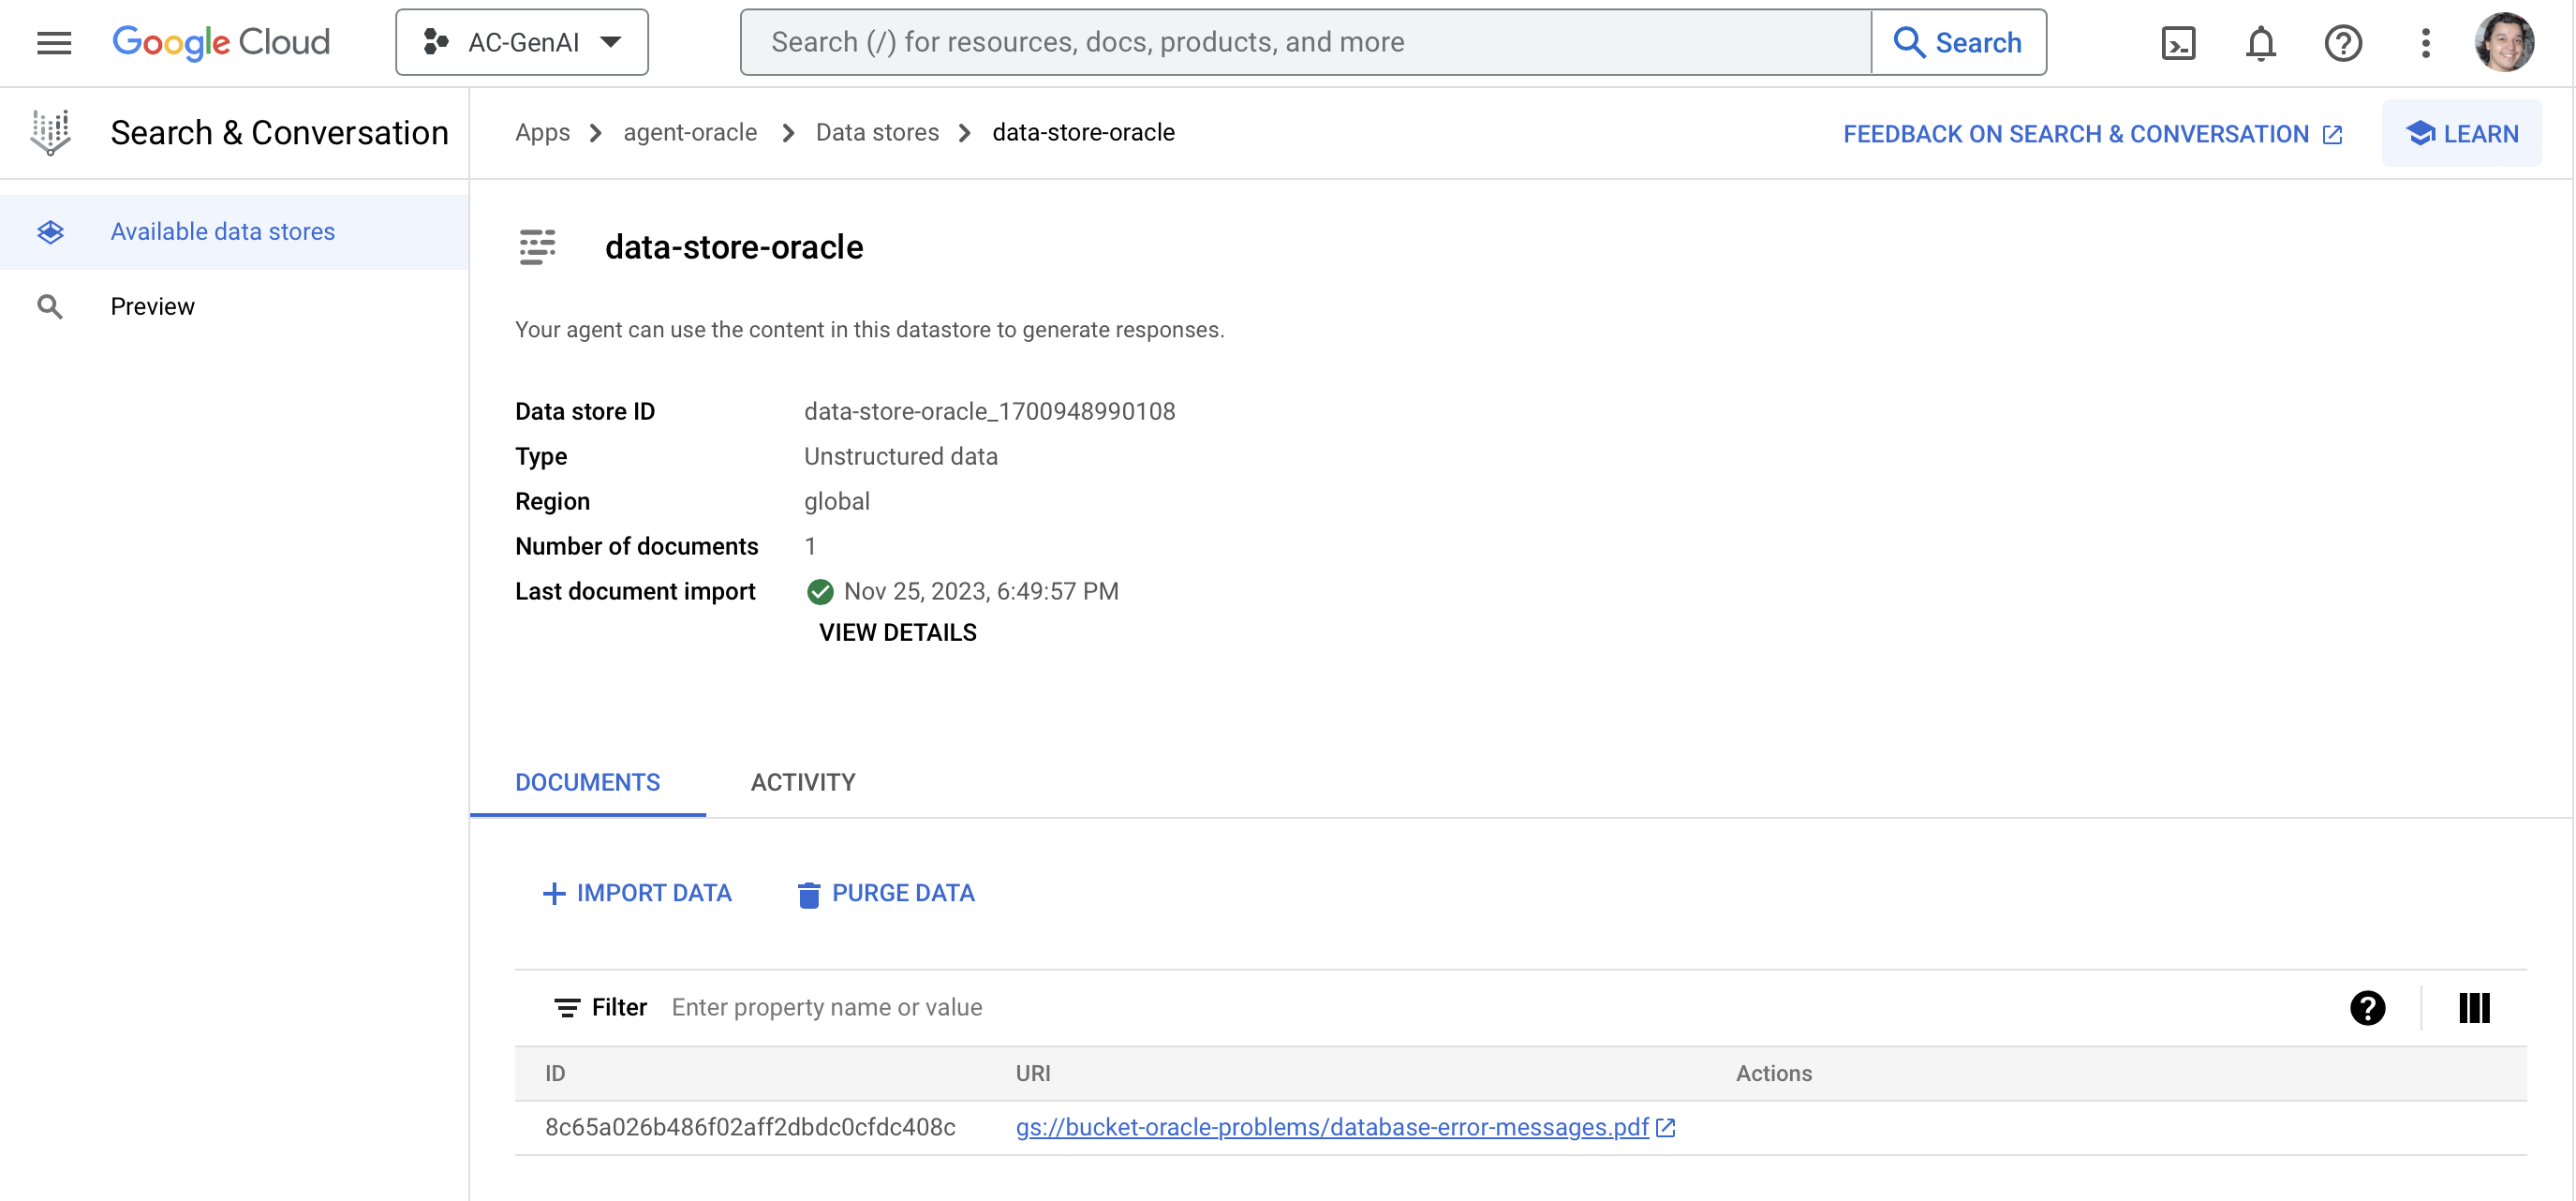 Google Cloud
AC-GenAI
Search (/) for resources, docs, products, and more
Search
Search & Conversation
Apps
agent-oracle
Data stores
data-store-oracle
FEEDBACK ON SEARCH & CONVERSATION
LEARN
Available data stores
Preview
data-store-oracle
Your agent can use the content in this datastore to generate responses.
Data store ID data-store-oracle_1700948990108
Type Unstructured data
Region global
Number of documents 1
Last document import Nov 25, 2023, 6:49:57 PM
VIEW DETAILS
DOCUMENTS ACTIVITY
IMPORT DATA PURGE DATA
Filter Enter property name or value
ID URI Actions
8c65a026b486f02aff2dbdc0cfdc408c gs://bucket-oracle-problems/database-error-messages.pdf